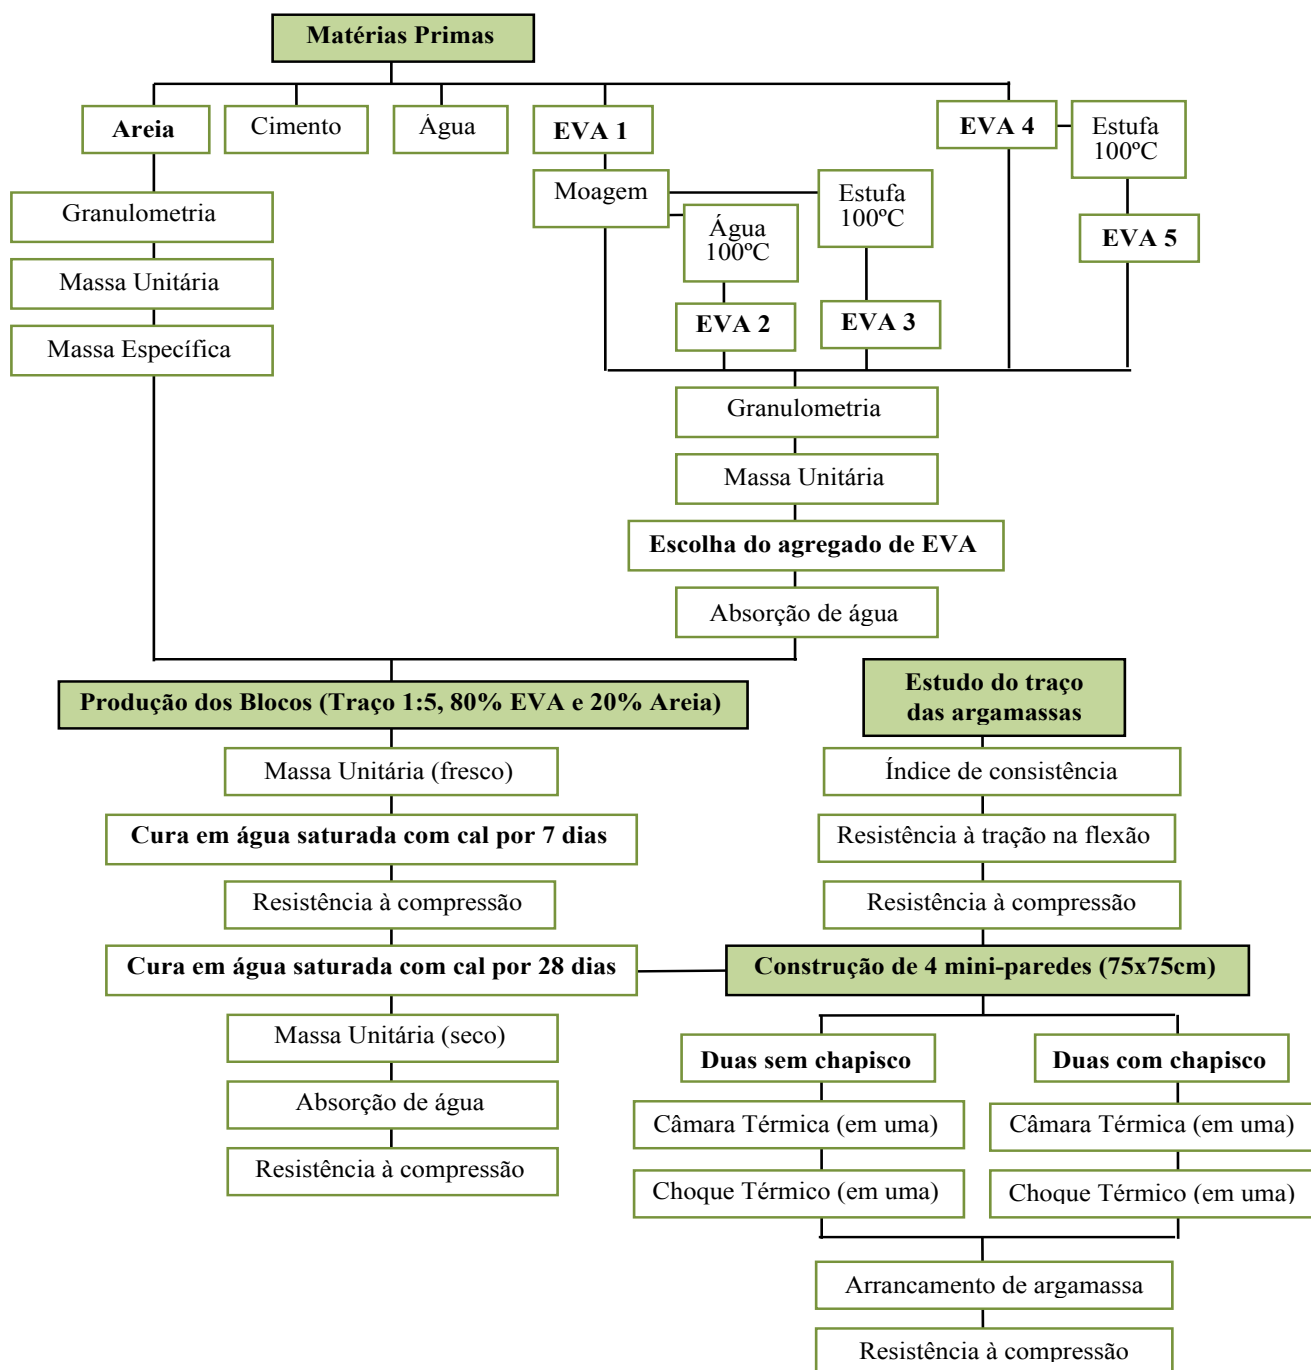 Matérias Primas
Areia
Cimento
Água
EVA 1
EVA 4
Estufa
100ºC
Granulometria
Massa Unitária
Massa Específica
Moagem
Água
100ºC
Estufa
100ºC
EVA 5
EVA 2
EVA 3
Granulometria
Massa Unitária
Escolha do agregado de EVA
Absorção de água
Produção dos Blocos (Traço 1:5, 80% EVA e 20% Areia)
Massa Unitária (fresco)
Cura em água saturada com cal por 7 dias
Resistência à compressão
Cura em água saturada com cal por 28 dias
Massa Unitária (seco)
Absorção de água
Resistência à compressão
Estudo do traço
das argamassas
Índice de consistência
Resistência à tração na flexão
Resistência à compressão
Construção de 4 mini-paredes (75x75cm)
Duas sem chapisco
Câmara Térmica (em uma)
Choque Térmico (em uma)
Duas com chapisco
Câmara Térmica (em uma)
Choque Térmico (em uma)
Arrancamento de argamassa
Resistência à compressão